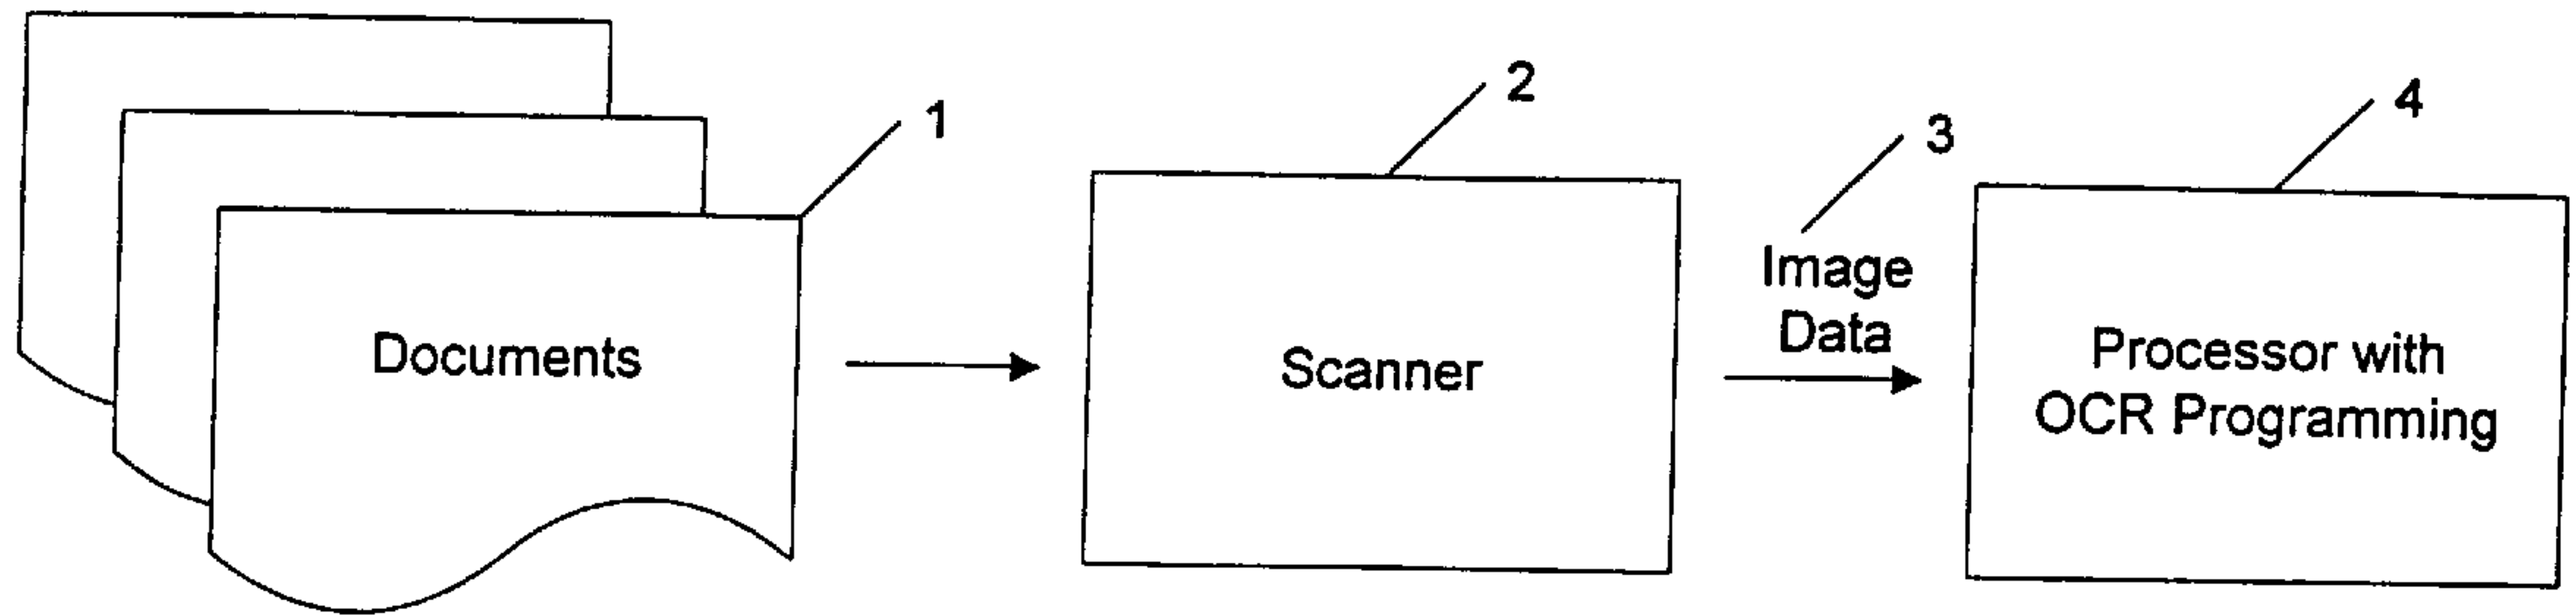 1
2
3
4
Documents
Scanner
Image
Data
Processor with
OCR Programming